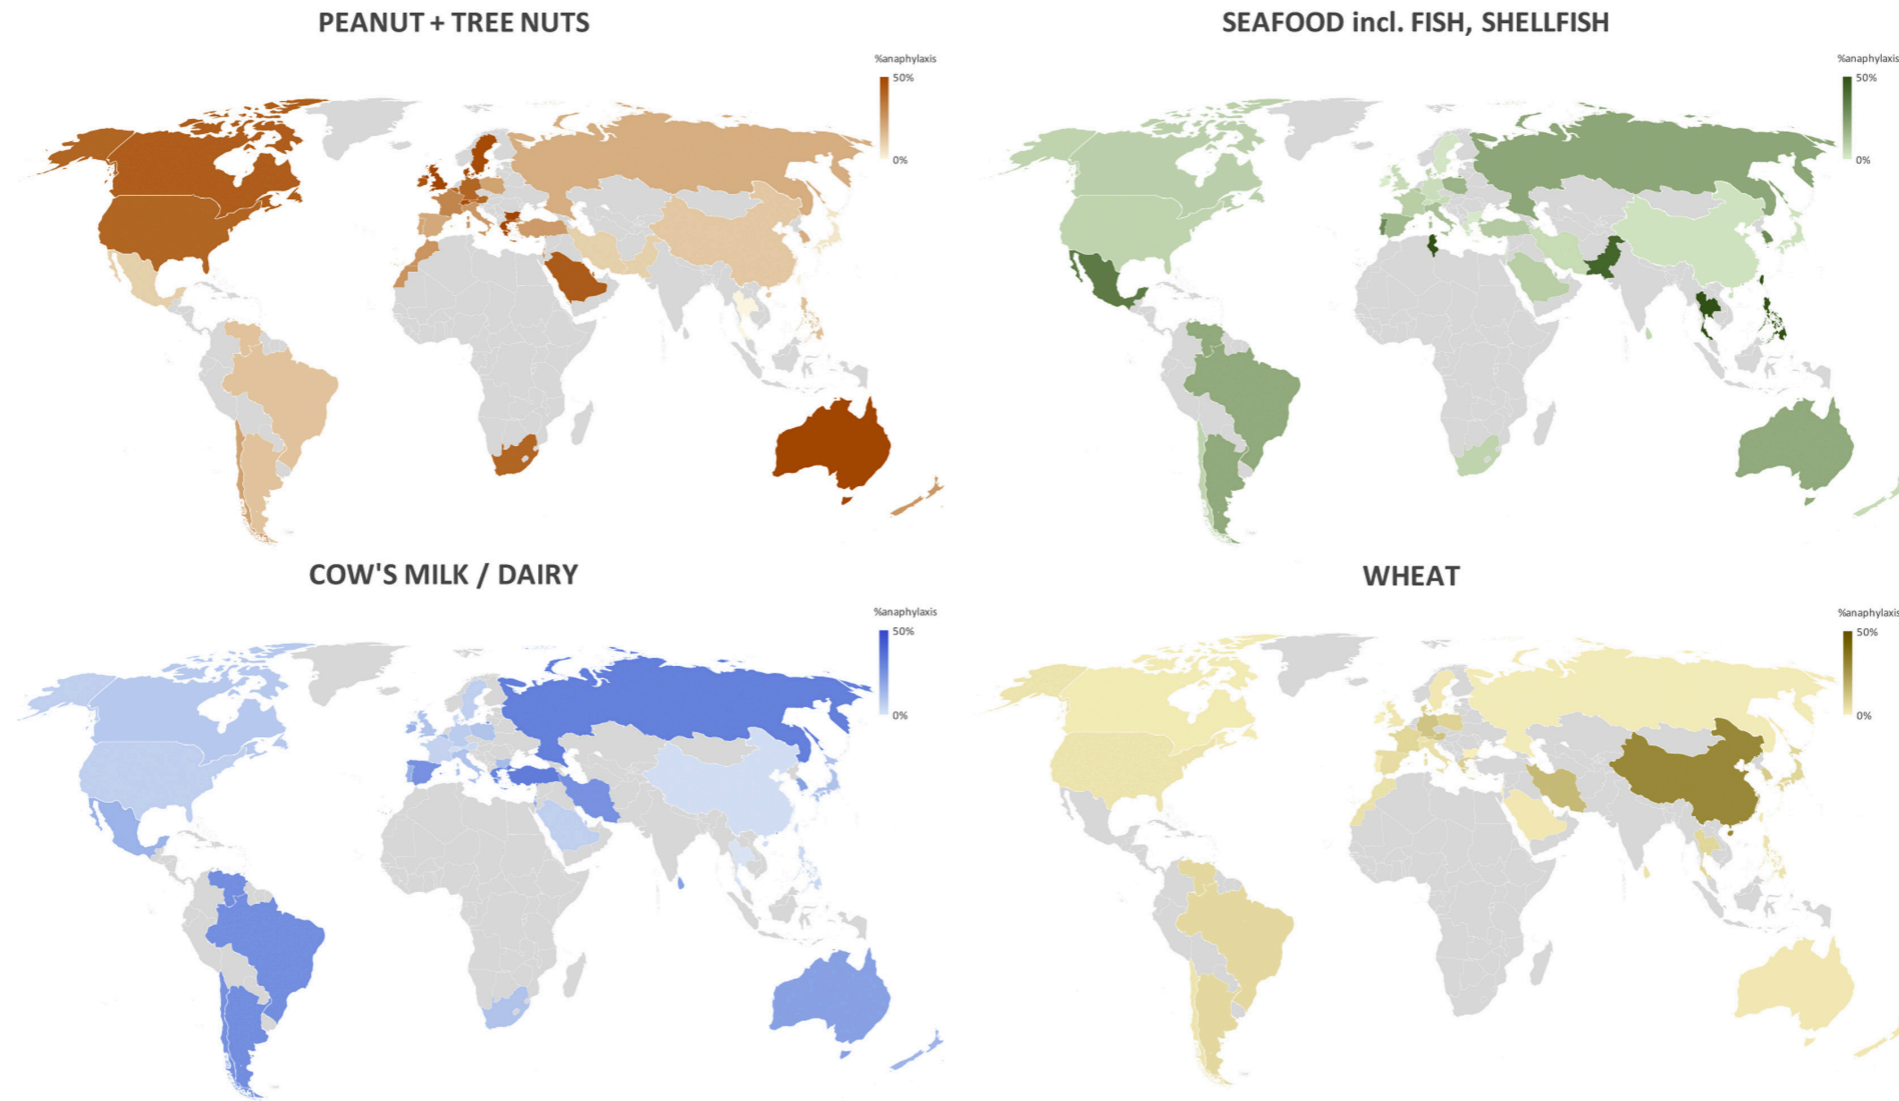 PEANUT + TREE NUTS
%anaphylaxis
50%
0%
SEAFOOD incl. FISH, SHELLFISH
%anaphylaxis
50%
0%
COW'S MILK / DAIRY
%anaphylaxis
50%
0%
WHEAT
%anaphylaxis
50%
0%